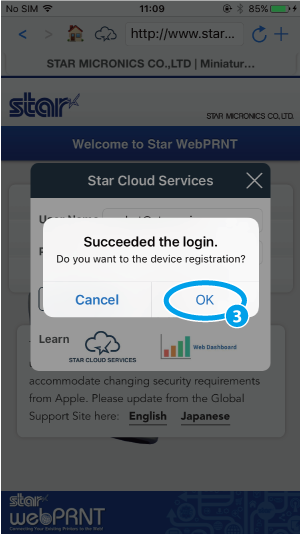 No SIM 11:09 85%
http://www.star...
STAR MICRONICS CO.,LTD | Miniatur...
star
STAR MICRONICS CO., LTD.
Welcome to Star WebPRNT
Star Cloud Services
User Name
Succeeded the login.
Do you want to the device registration?
Cancel OK
3
Learn
STAR CLOUD SERVICES
Web Dashboard
accommodate changing security requirements
from Apple. Please update from the Global
Support Site here: English Japanese
star
webPRNT
Connecting Your Existing Printers to the Web!